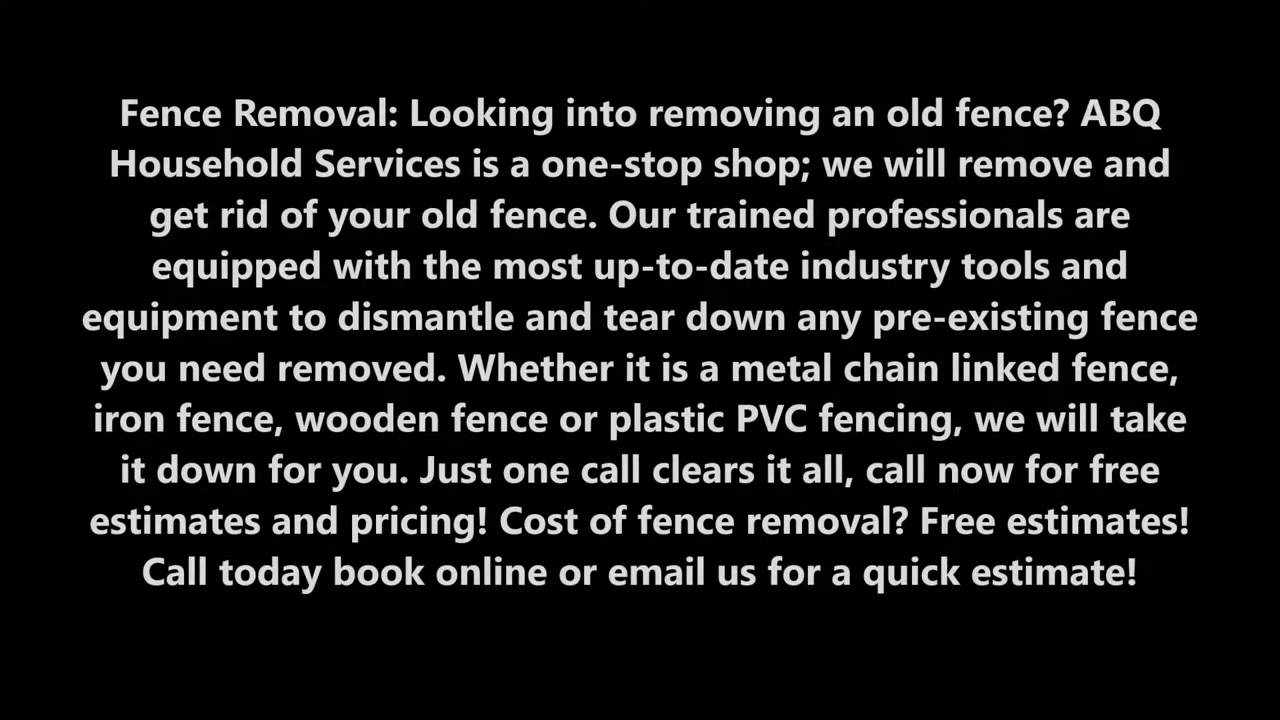 Fence Removal: Looking into removing an old fence? ABQ
Household Services is a one-stop shop; we will remove and
get rid of your old fence. Our trained professionals are
equipped with the most up-to-date industry tools and
equipment to dismantle and tear down any pre-existing fence
you need removed. Whether it is a metal chain linked fence,
iron fence, wooden fence or plastic PVC fencing, we will take
it down for you. Just one call clears it all, call now for free
estimates and pricing! Cost of fence removal? Free estimates!
Call today book online or email us for a quick estimate!